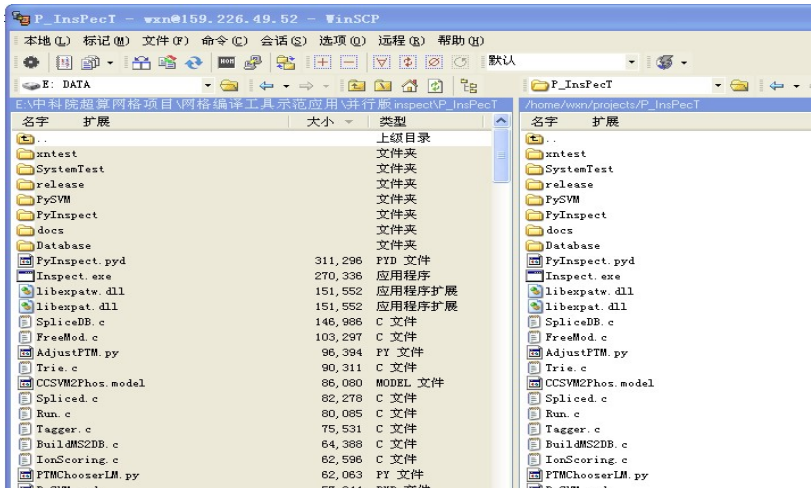 P_InsPecT - wxn@159.226.49.52 - WinSCP
本地(L) 标记(M) 文件(F) 命令(C) 会话(S) 选项(O) 远程(R) 帮助(H)
默认
E: DATA
P_InsPecT
E:\中科院超算网格项目\网格编译工具示范应用\并行版inspect\P_InsPecT
/home/wxn/projects/P_InsPecT
名字 扩展 大小 类型
名字 扩展
.. 上级目录
..
xntest 文件夹
xntest
SystemTest 文件夹
SystemTest
release 文件夹
release
PySVM 文件夹
PySVM
PyInspect 文件夹
PyInspect
docs 文件夹
docs
Database 文件夹
Database
PyInspect.pyd 311,296 PYD 文件
PyInspect.pyd
Inspect.exe 270,336 应用程序
Inspect.exe
libexpatw.dll 151,552 应用程序扩展
libexpatw.dll
libexpat.dll 151,552 应用程序扩展
libexpat.dll
SpliceDB.c 146,986 C 文件
SpliceDB.c
FreeMod.c 103,297 C 文件
FreeMod.c
AdjustPTM.py 96,394 PY 文件
AdjustPTM.py
Trie.c 90,311 C 文件
Trie.c
CCSVM2Phos.model 86,080 MODEL 文件
CCSVM2Phos.model
Spliced.c 82,278 C 文件
Spliced.c
Run.c 80,085 C 文件
Run.c
Tagger.c 75,531 C 文件
Tagger.c
BuildMS2DB.c 64,388 C 文件
BuildMS2DB.c
IonScoring.c 62,596 C 文件
IonScoring.c
PTMChooserLM.py 62,063 PY 文件
PTMChooserLM.py